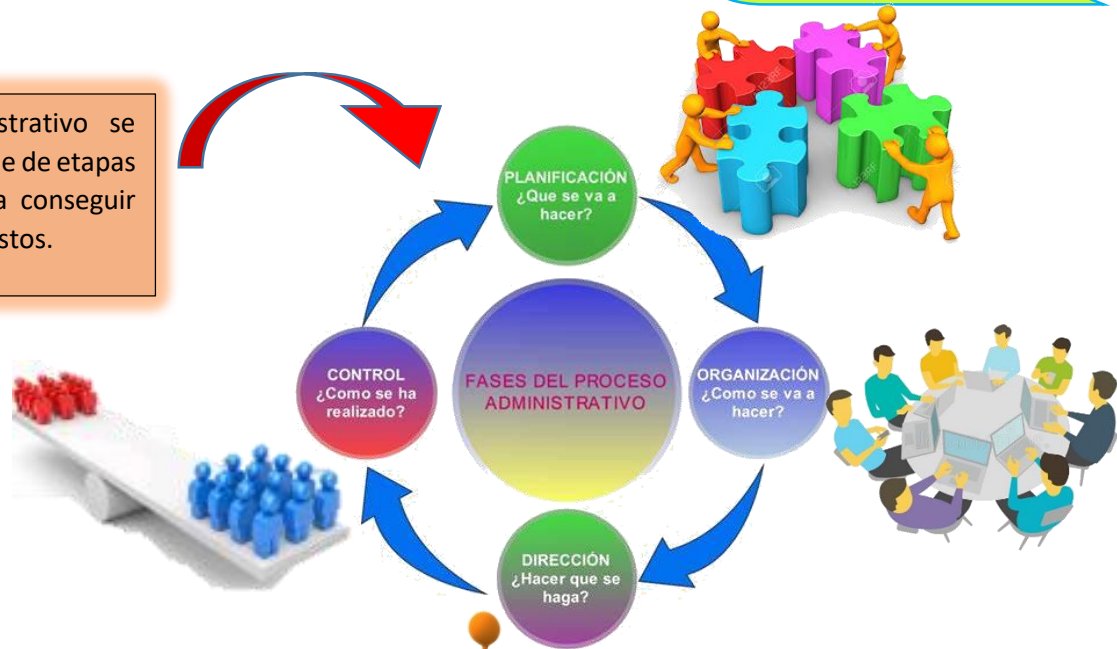 strativo se
e de etapas
a conseguir
stos.
PLANIFICACIÓN
¿Que se va a
hacer?
ORGANIZACIÓN
¿Como se va a
hacer?
DIRECCIÓN
¿Hacer que se
haga?
CONTROL
¿Como se ha
realizado?
FASES DEL PROCESO
ADMINISTRATIVO